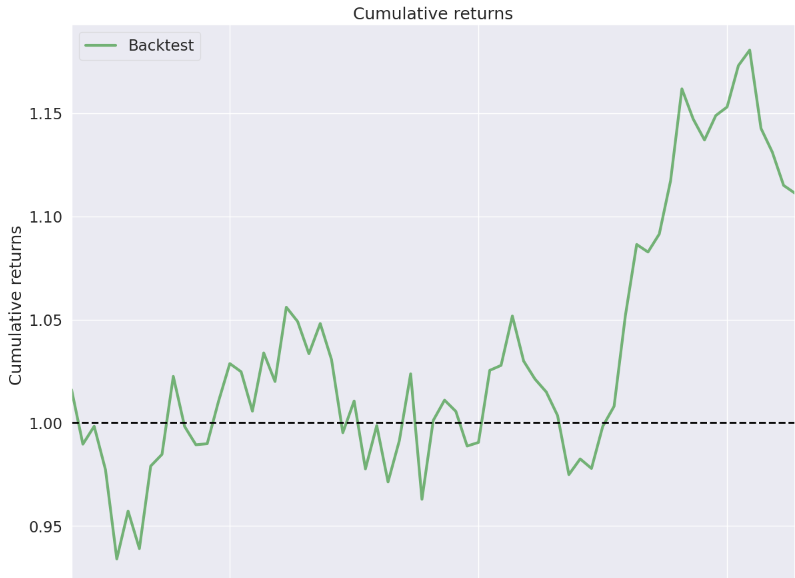 Cumulative returns
Backtest
1.15
1.10
1.05
1.00
0.95
Cumulative returns